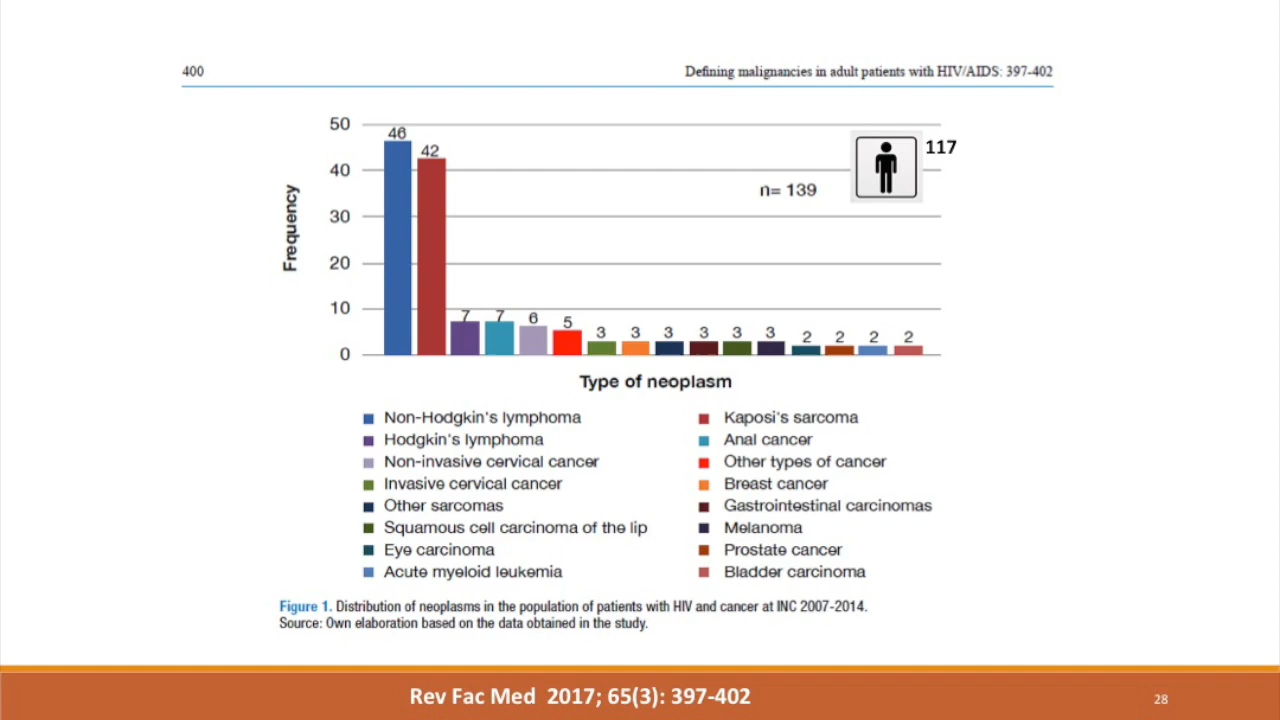 400 Defining malignancies in adult patients with HIV/AIDS: 397-402
50
46
42
40
30
20
10
0
7 7 6 5 3 3 3 3 3 3 2 2 2 2
Frequency
n= 139
117
Type of neoplasm
Non-Hodgkin's lymphoma Kaposi's sarcoma
Hodgkin's lymphoma Anal cancer
Non-invasive cervical cancer Other types of cancer
Invasive cervical cancer Breast cancer
Other sarcomas Gastrointestinal carcinomas
Squamous cell carcinoma of the lip Melanoma
Eye carcinoma Prostate cancer
Acute myeloid leukemia Bladder carcinoma
Figure 1. Distribution of neoplasms in the population of patients with HIV and cancer at INC 2007-2014.
Source: Own elaboration based on the data obtained in the study.
Rev Fac Med 2017; 65(3): 397-402
28